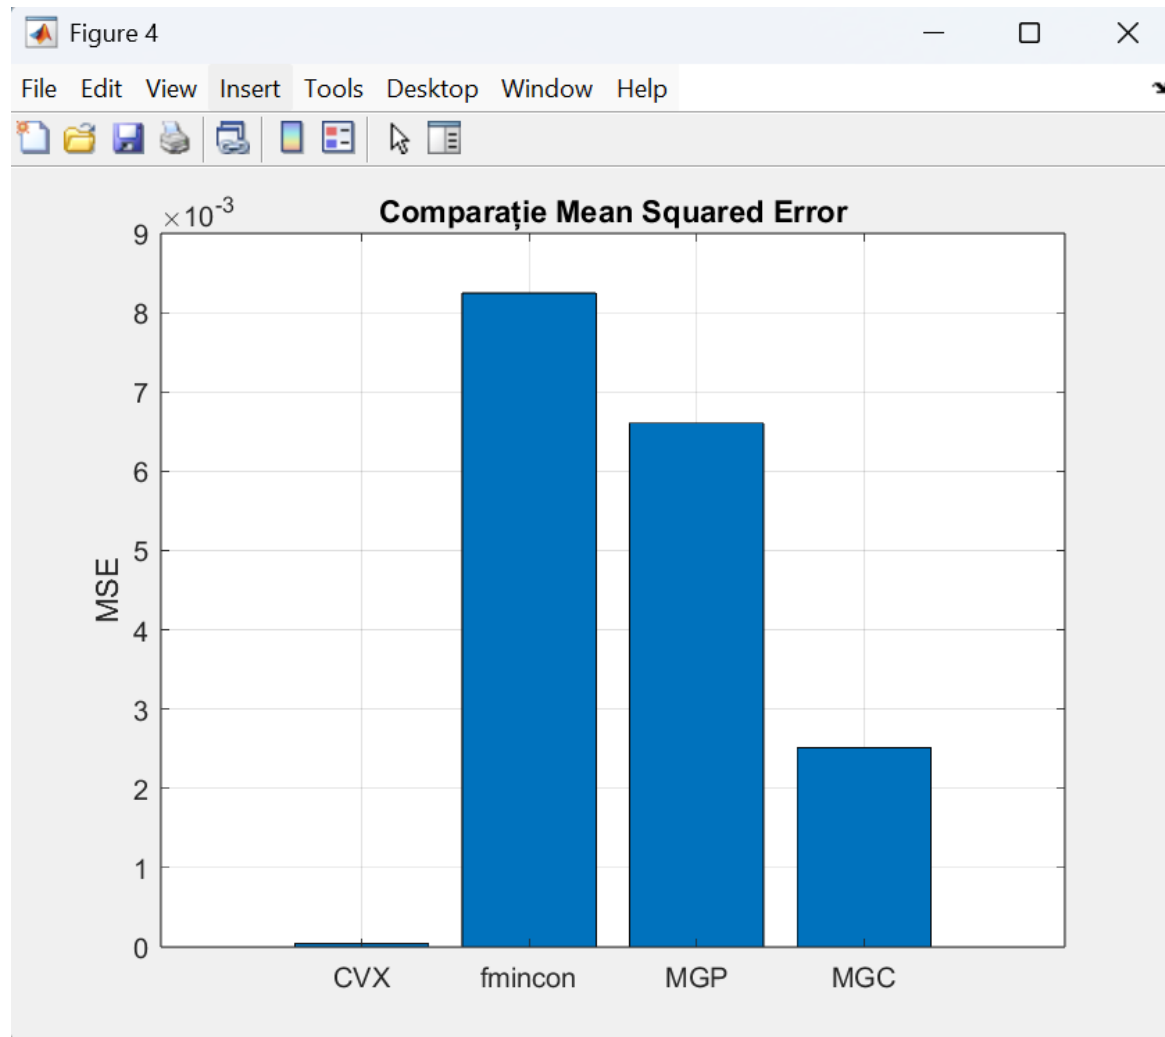 Figure 4
File Edit View Insert Tools Desktop Window Help
×10-3
Comparație Mean Squared Error
9
8
7
6
5
4
3
2
1
0
MSE
CVX fmincon MGP MGC